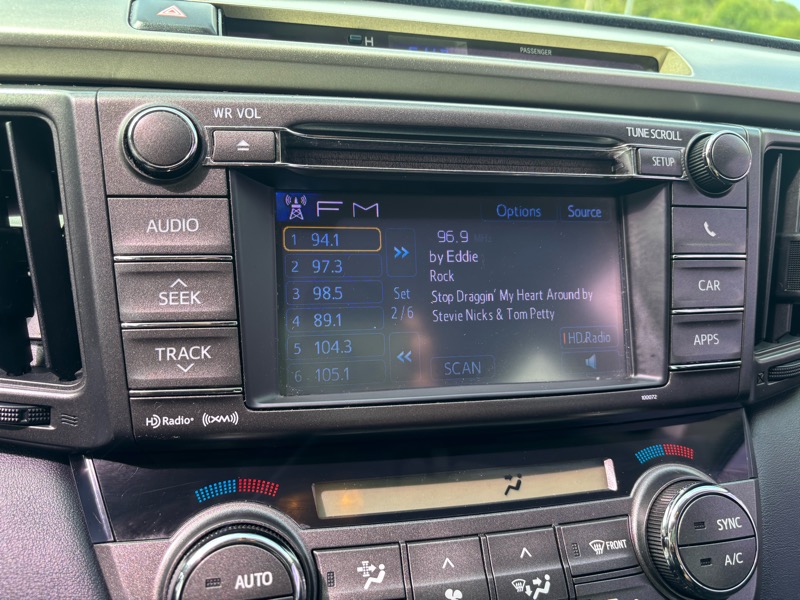 H
PASSENGER
PWR VOL
TUNE SCROLL
SETUP
FM
Options
Source
AUDIO
1 94.1
96.9
2 97.3
by Eddie
Rock
CAR
SEEK
3 98.5
Set
Stop Draggin' My Heart Around by
2/6
Stevie Nicks & Tom Petty
4 89.1
APPS
TRACK
5 104.3
HD Radio
6 105.1
SCAN
100072
HD Radio
((XM))
SYNC
FRONT
A/C
AUTO